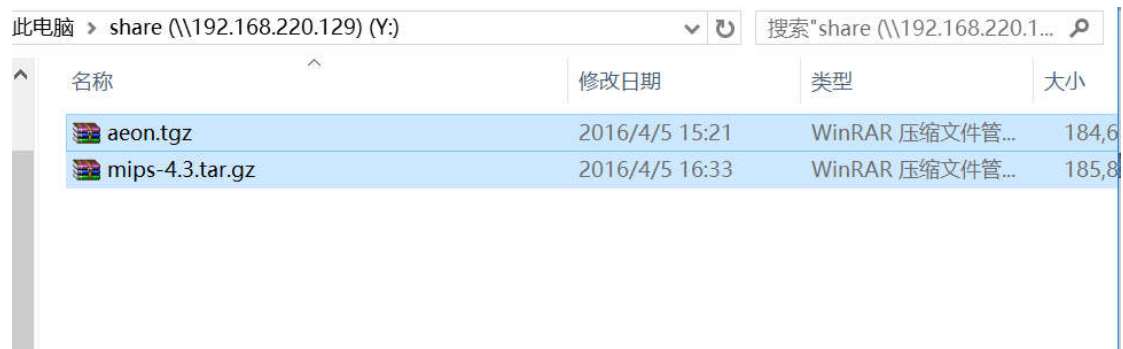 此电脑 > share (\\192.168.220.129) (Y:) 搜索"share (\\192.168.220.1...
名称 修改日期 类型 大小
aeon.tgz 2016/4/5 15:21 WinRAR 压缩文件管... 184,6
mips-4.3.tar.gz 2016/4/5 16:33 WinRAR 压缩文件管... 185,8